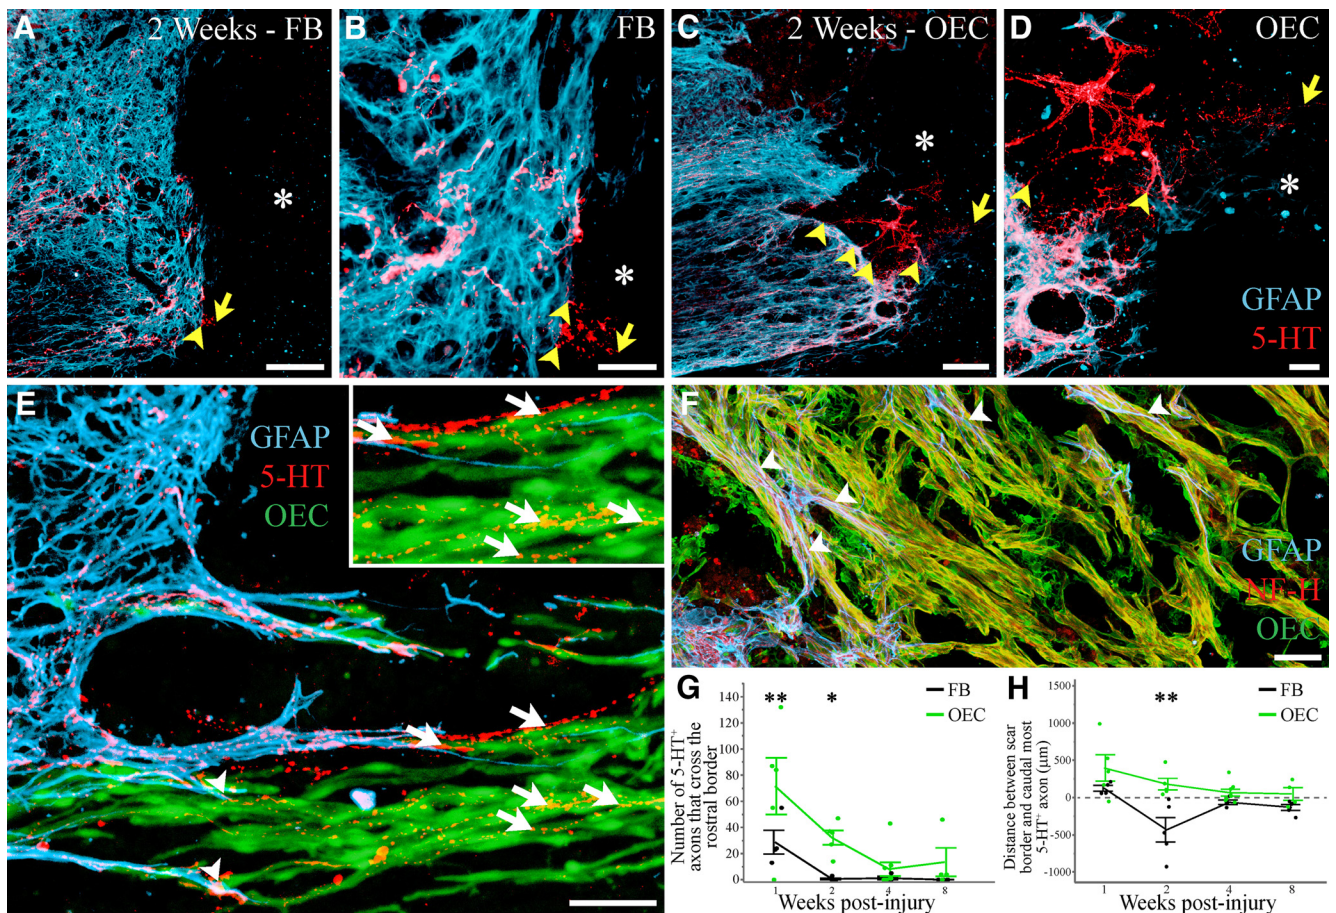 A
2 Weeks - FB
B
FB
C
2 Weeks - OEC
D
OEC
*
*
*
*
GFAP
5-HT
E
GFAP
5-HT
OEC
F
GFAP
NF-H
OEC
G
Number of 5-HT⁺
axons that cross the
rostral border
140
120
100
80
60
40
20
0
**
*
FB
OEC
1
2
4
8
Weeks post-injury
H
Distance between scar
border and caudal most
5-HT⁺ axon (μm)
1000
500
0
-500
-1000
**
FB
OEC
1
2
4
8
Weeks post-injury